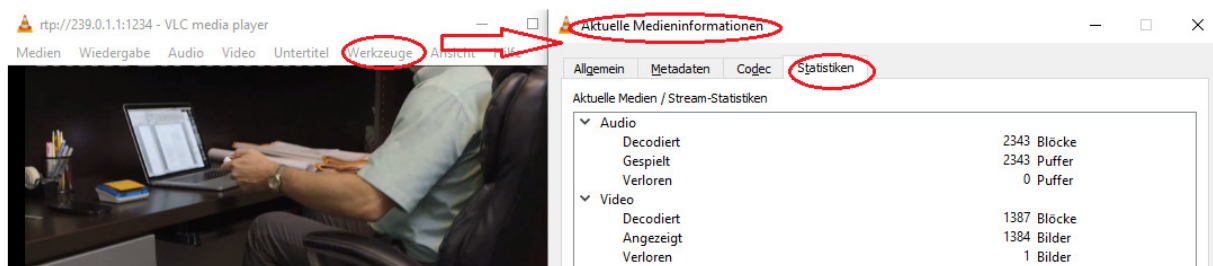 rtp://239.0.1.1:1234 - VLC media player
Medien Wiedergabe Audio Video Untertitel Werkzeuge Ansicht Hilfe
Aktuelle Medieninformationen
Allgemein Metadaten Codec Statistiken
Aktuelle Medien / Stream-Statistiken
Audio
Decodiert 2343 Blöcke
Gespielt 2343 Puffer
Verloren 0 Puffer
Video
Decodiert 1387 Blöcke
Angezeigt 1384 Bilder
Verloren 1 Bilder